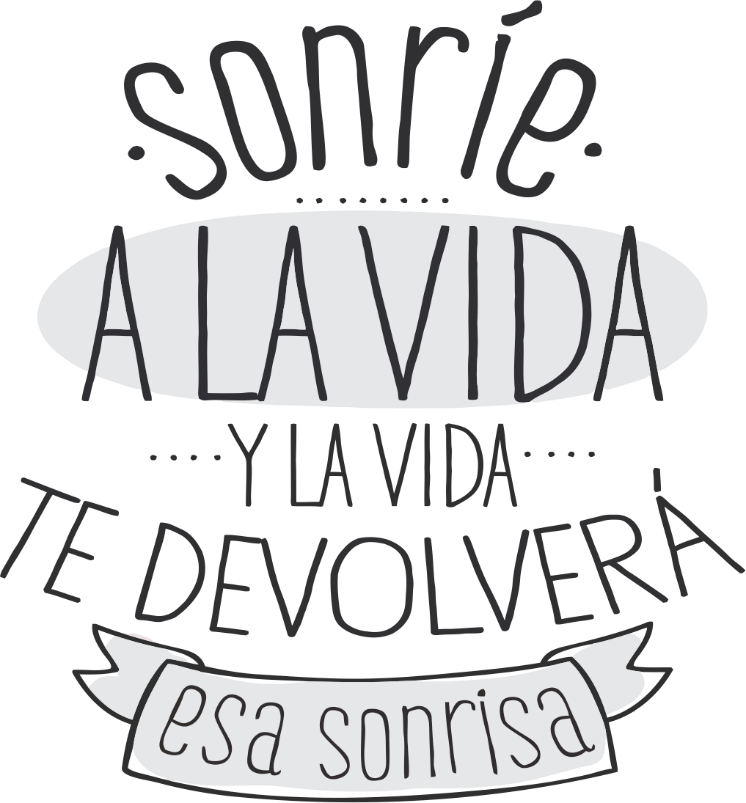 sonríe
A LA VIDA
Y LA VIDA
TE DEVOLVERÁ
esa sonrisa